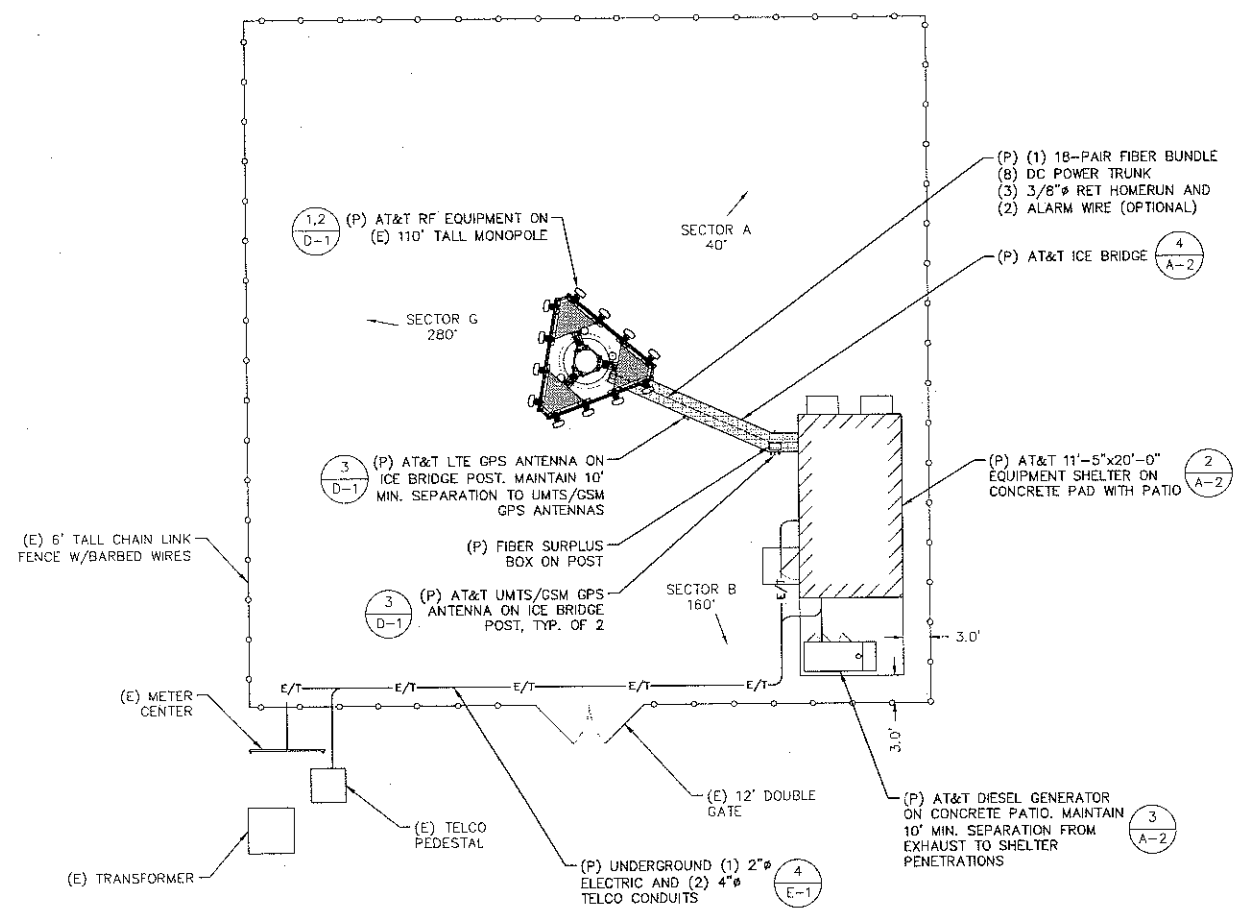 (P) (1) 18-PAIR FIBER BUNDLE
(8) DC POWER TRUNK
(3) 3/8"ø RET HOMERUN AND
(2) ALARM WIRE (OPTIONAL)
1,2
D-1
(P) AT&T RF EQUIPMENT ON
(E) 110' TALL MONOPOLE
SECTOR A
40°
(P) AT&T ICE BRIDGE
4
A-2
SECTOR G
280°
3
D-1
(P) AT&T LTE GPS ANTENNA ON
ICE BRIDGE POST. MAINTAIN 10'
MIN. SEPARATION TO UMTS/GSM
GPS ANTENNAS
(P) AT&T 11'-5"x20'-0"
EQUIPMENT SHELTER ON
CONCRETE PAD WITH PATIO
2
A-2
(E) 6' TALL CHAIN LINK
FENCE W/BARBED WIRES
(P) FIBER SURPLUS
BOX ON POST
3
D-1
(P) AT&T UMTS/GSM GPS
ANTENNA ON ICE BRIDGE
POST, TYP. OF 2
SECTOR B
160°
E/T
3.0'
E/T
E/T
E/T
E/T
E/T
(E) METER
CENTER
3.0'
(E) 12' DOUBLE
GATE
(P) AT&T DIESEL GENERATOR
ON CONCRETE PATIO. MAINTAIN
10' MIN. SEPARATION FROM
EXHAUST TO SHELTER
PENETRATIONS
3
A-2
(E) TELCO
PEDESTAL
(E) TRANSFORMER
(P) UNDERGROUND (1) 2"ø
ELECTRIC AND (2) 4"ø
TELCO CONDUITS
4
E-1